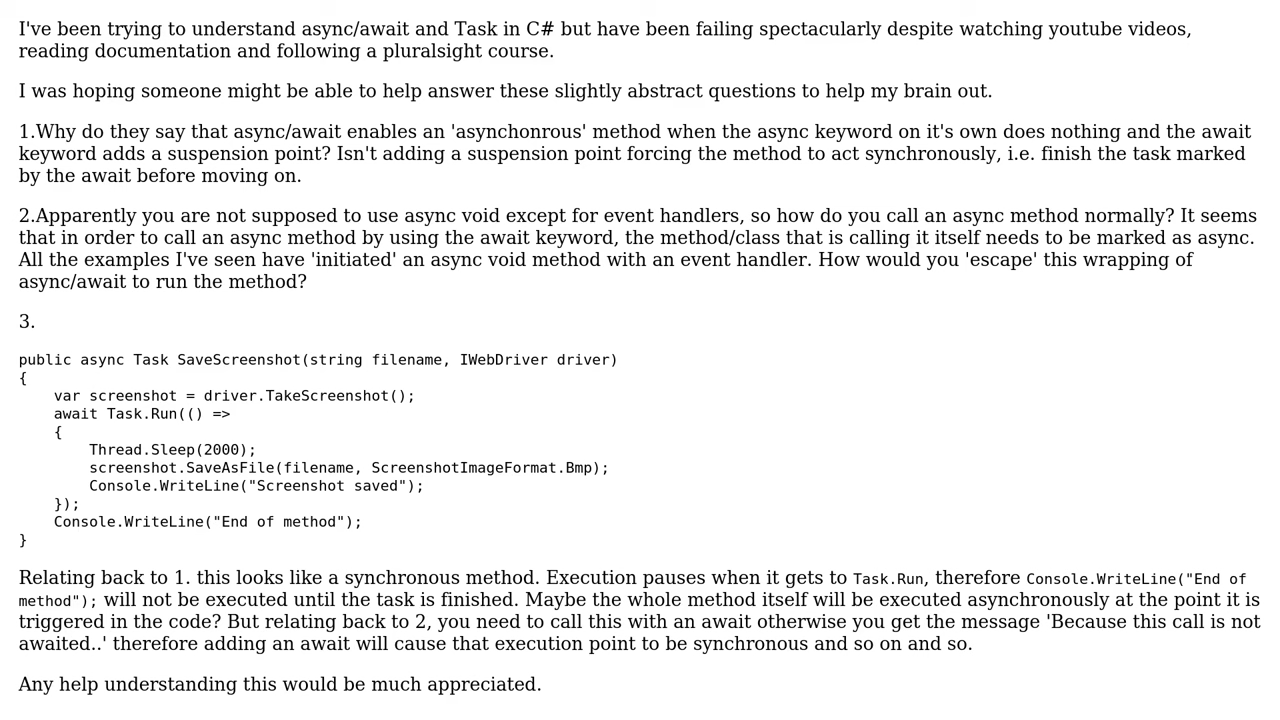 I've been trying to understand async/await and Task in C# but have been failing spectacularly despite watching youtube videos,
reading documentation and following a pluralsight course.
I was hoping someone might be able to help answer these slightly abstract questions to help my brain out.
1.Why do they say that async/await enables an 'asynchonrous' method when the async keyword on it's own does nothing and the await
keyword adds a suspension point? Isn't adding a suspension point forcing the method to act synchronously, i.e. finish the task marked
by the await before moving on.
2.Apparently you are not supposed to use async void except for event handlers, so how do you call an async method normally? It seems
that in order to call an async method by using the await keyword, the method/class that is calling it itself needs to be marked as async.
All the examples I've seen have 'initiated' an async void method with an event handler. How would you 'escape' this wrapping of
async/await to run the method?
3.
public async Task SaveScreenshot(string filename, IWebDriver driver)
{
    var screenshot = driver.TakeScreenshot();
    await Task.Run(() =>
    {
        Thread.Sleep(2000);
        screenshot.SaveAsFile(filename, ScreenshotImageFormat.Bmp);
        Console.WriteLine("Screenshot saved");
    });
    Console.WriteLine("End of method");
}
Relating back to 1. this looks like a synchronous method. Execution pauses when it gets to Task.Run, therefore Console.WriteLine("End of
method"); will not be executed until the task is finished. Maybe the whole method itself will be executed asynchronously at the point it is
triggered in the code? But relating back to 2, you need to call this with an await otherwise you get the message 'Because this call is not
awaited..' therefore adding an await will cause that execution point to be synchronous and so on and so.
Any help understanding this would be much appreciated.